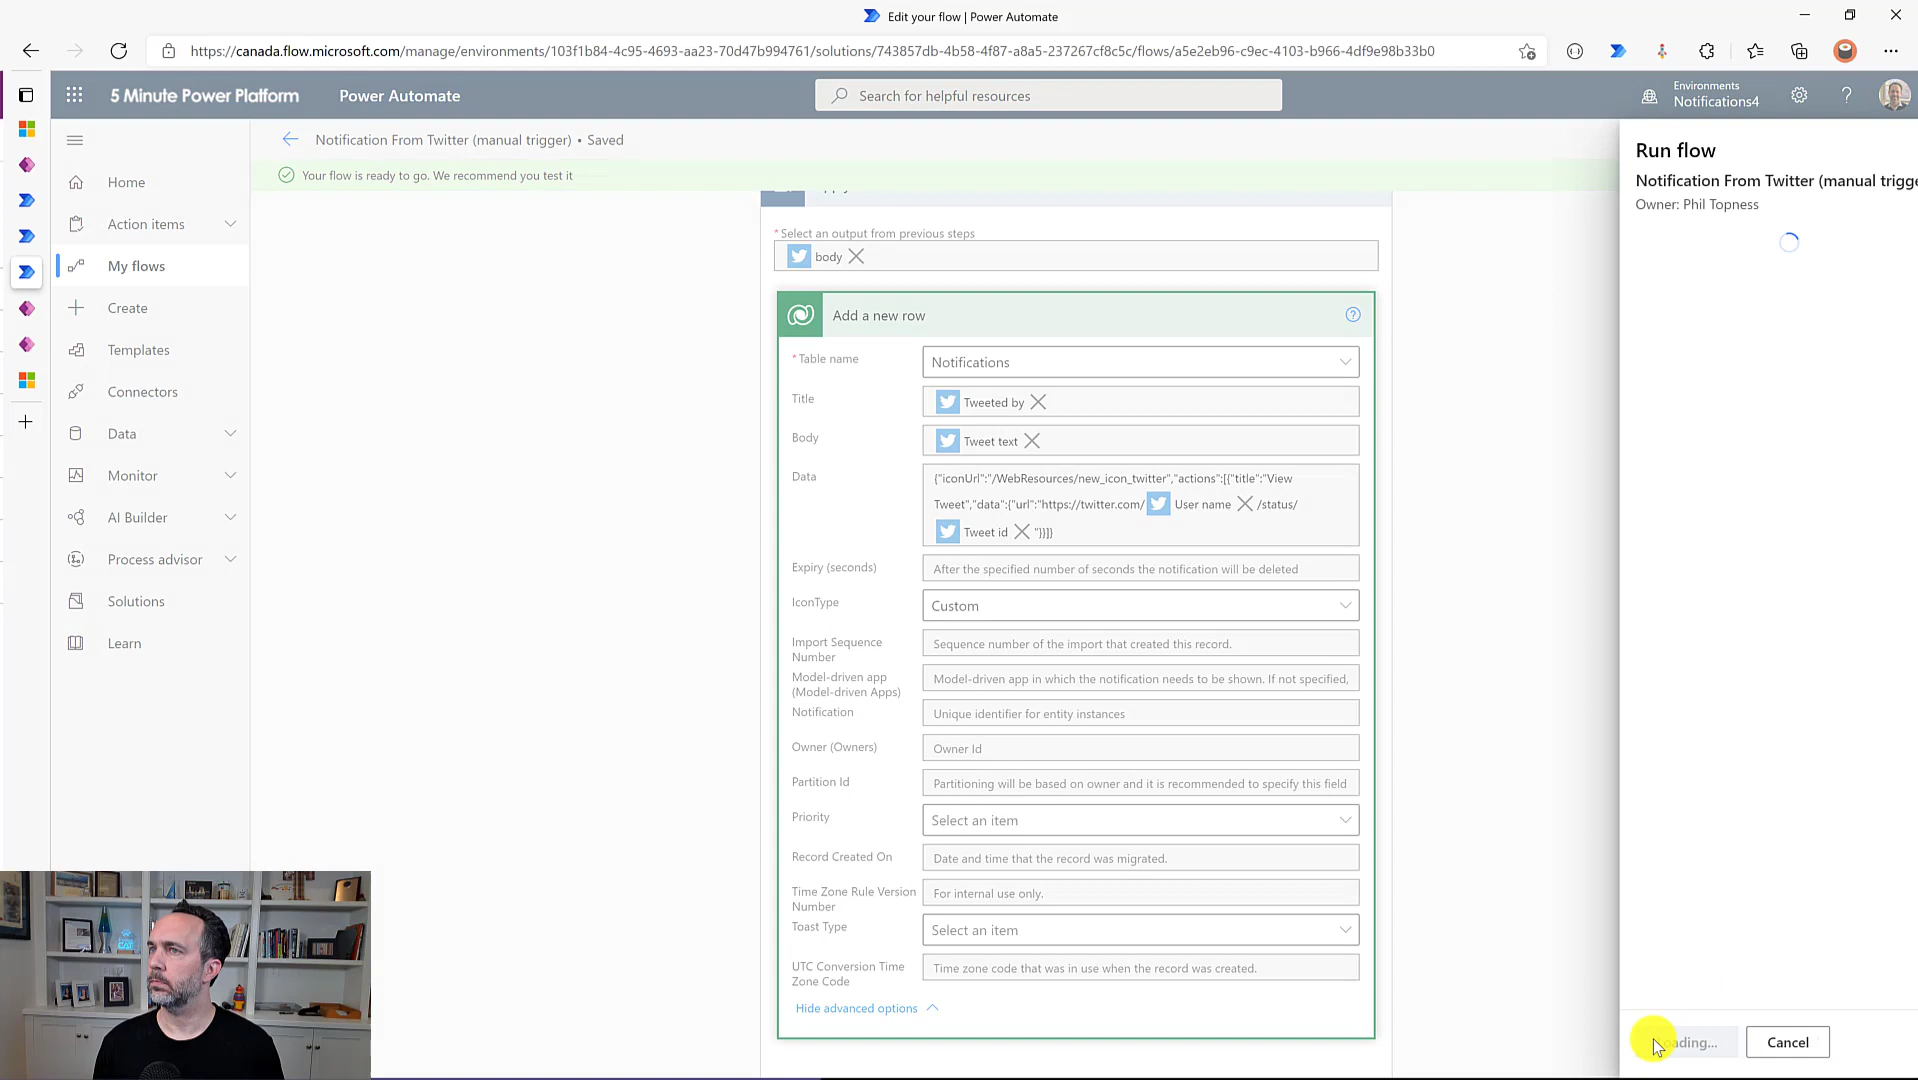 Edit your flow | Power Automate
https://canada.flow.microsoft.com/manage/environments/103f1b84-4c95-4693-aa23-70d47b994761/solutions/743857db-4b58-4f87-a8a5-237267cf8c5c/flows/a5e2eb96-c9ec-4103-b966-4df9e98b33b0
5 Minute Power Platform
Power Automate
Search for helpful resources
Environments
Notifications4
Notification From Twitter (manual trigger) • Saved
Your flow is ready to go. We recommend you test it
Home
Action items
My flows
Create
Templates
Connectors
Data
Monitor
AI Builder
Process advisor
Solutions
Learn
* Select an output from previous steps
body
Add a new row
* Table name
Notifications
Title
Tweeted by
Body
Tweet text
Data
{"iconUrl":"/WebResources/new_icon_twitter","actions":[{"title":"View
Tweet","data":{"url":"https://twitter.com/ User name /status/
Tweet id "}}]}
Expiry (seconds)
After the specified number of seconds the notification will be deleted
IconType
Custom
Import Sequence
Number
Sequence number of the import that created this record.
Model-driven app
(Model-driven Apps)
Model-driven app in which the notification needs to be shown. If not specified,
Notification
Unique identifier for entity instances
Owner (Owners)
Owner Id
Partition Id
Partitioning will be based on owner and it is recommended to specify this field
Priority
Select an item
Record Created On
Date and time that the record was migrated.
Time Zone Rule Version
Number
For internal use only.
Toast Type
Select an item
UTC Conversion Time
Zone Code
Time zone code that was in use when the record was created.
Hide advanced options
Run flow
Notification From Twitter (manual trigge
Owner: Phil Topness
oading...
Cancel